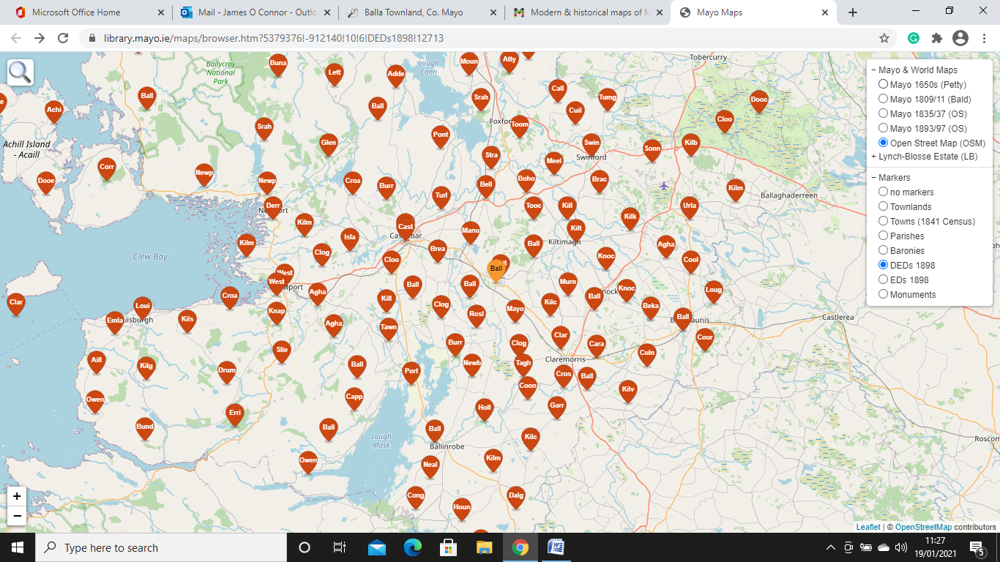 Microsoft Office Home
Mail - James O Connor - Outlo
Balla Townland, Co. Mayo
Modern & historical maps of M
Mayo Maps
library.mayo.ie/maps/browser.htm?5379376!-912140!10!6!DEDs1898!12713
− Mayo & World Maps
Mayo 1650s (Petty)
Mayo 1809/11 (Bald)
Mayo 1835/37 (OS)
Mayo 1893/97 (OS)
Open Street Map (OSM)
+ Lynch-Blosse Estate (LB)
− Markers
no markers
Townlands
Towns (1841 Census)
Parishes
Baronies
DEDs 1898
EDs 1898
Monuments
Tobercurry
Ballycroy
National
Park
Lough
Conn
Buna
Lett
Adde
Moun
Atty
Ball
Achi
Ball
Srah
Call
Tumg
Dooc
Cuil
Cloo
Foxfor
Toom
Srah
Pont
Achill Island
- Acaill
Glen
Swin
Swinford
Sonn
Kilb
Stra
Meel
Corr
Newp
Dooe
Newp
Croa
Burr
Bell
Boho
Brac
Kilm
Ballaghaderreen
Turl
Derr
Tooc
Kill
Urla
Kilm
Cast
Kilk
Manu
Kilt
Kilm
Isla
Ball
Kiltimagh
Agha
Brea
Clew Bay
Clog
Cloo
Knoc
Cool
Ball
West
West
Ball
Ball
Murn
Knoc
Loug
Agha
Croa
Kill
Ball
nock
Clar
Loui
Clog
Kilc
Mayo
Beka
Emla
uisburgh
Kils
Knap
Rosl
Ball
Castlerea
Agha
Tawn
Clar
Cour
Burr
Clog
Cara
Slie
Culn
Claremorris
Aill
Kilg
Drum
Ball
Port
Newb
Tagh
Cros
Ball
Coon
Kilv
Owen
Capp
Holl
Garr
Erri
Bund
Ball
Ball
Lough
Mask
Ballinrobe
Kilc
Roscom
Owen
Neal
Kilm
Cong
Houn
Dalg
+
−
Leaflet | © OpenStreetMap contributors
Type here to search
11:27
19/01/2021
5